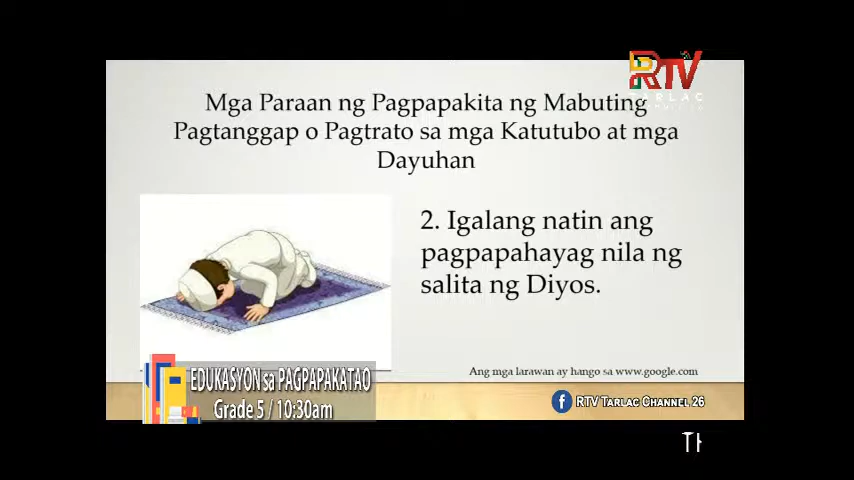 RTV
TARLAC
Mga Paraan ng Pagpapakita ng Mabuting
Pagtanggap o Pagtrato sa mga Katutubo at mga
Dayuhan
2. Igalang natin ang
pagpapahayag nila ng
salita ng Diyos.
Ang mga larawan ay hango sa www.google.com
EDUKASYON sa PAGPAPAKATAO
Grade 5 / 10:30am
f RTV TARLAC CHANNEL 26